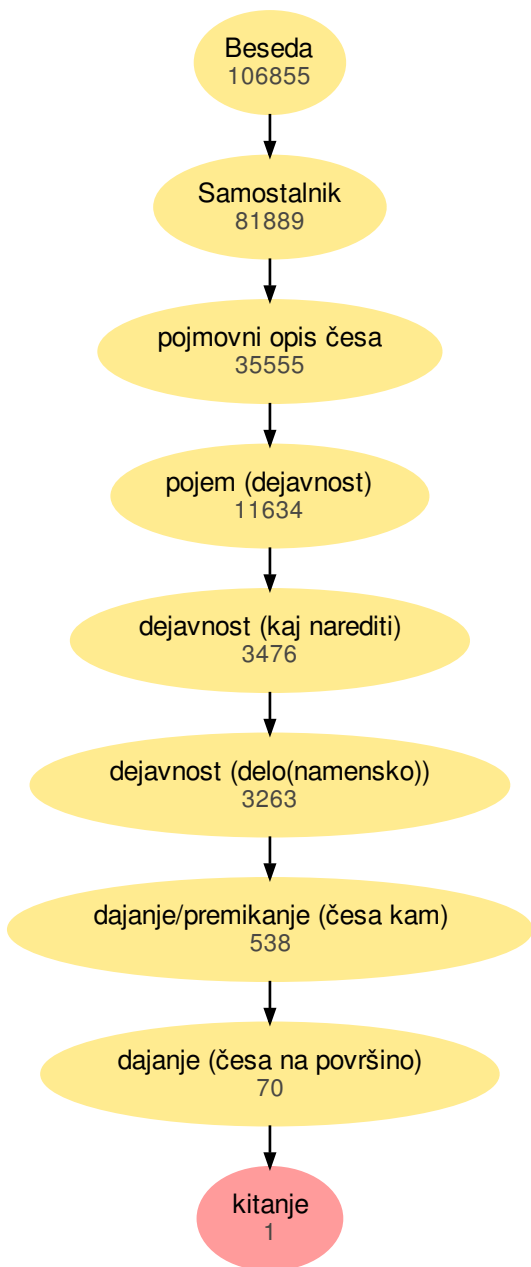 Beseda
106855
Samostalnik
81889
pojmovni opis česa
35555
pojem (dejavnost)
11634
dejavnost (kaj narediti)
3476
dejavnost (delo(namensko))
3263
dajanje/premikanje (česa kam)
538
dajanje (česa na površino)
70
kitanje
1